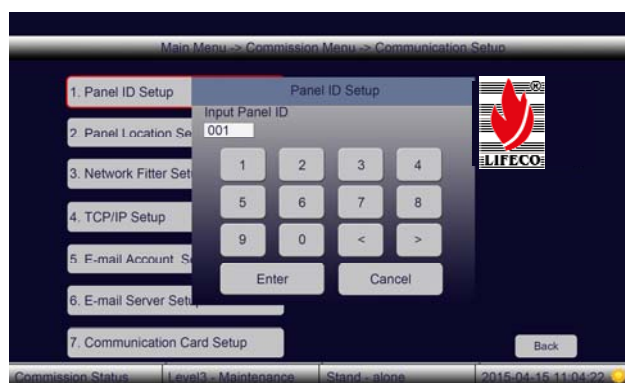 Main Menu -> Commission Menu -> Communication Setup
1. Panel ID Setup
Panel ID Setup
Input Panel ID
®
2. Panel Location Se
001
LIFECO
3. Network Fitter Set
1 2 3 4
4. TCP/IP Setup
5 6 7 8
9 0 < >
5. E-mail Account Se
Enter Cancel
6. E-mail Server Setu
7. Communication Card Setup
Back
Commission Status Level3 - Maintenance Stand - alone 2015-04-15 11:04:22